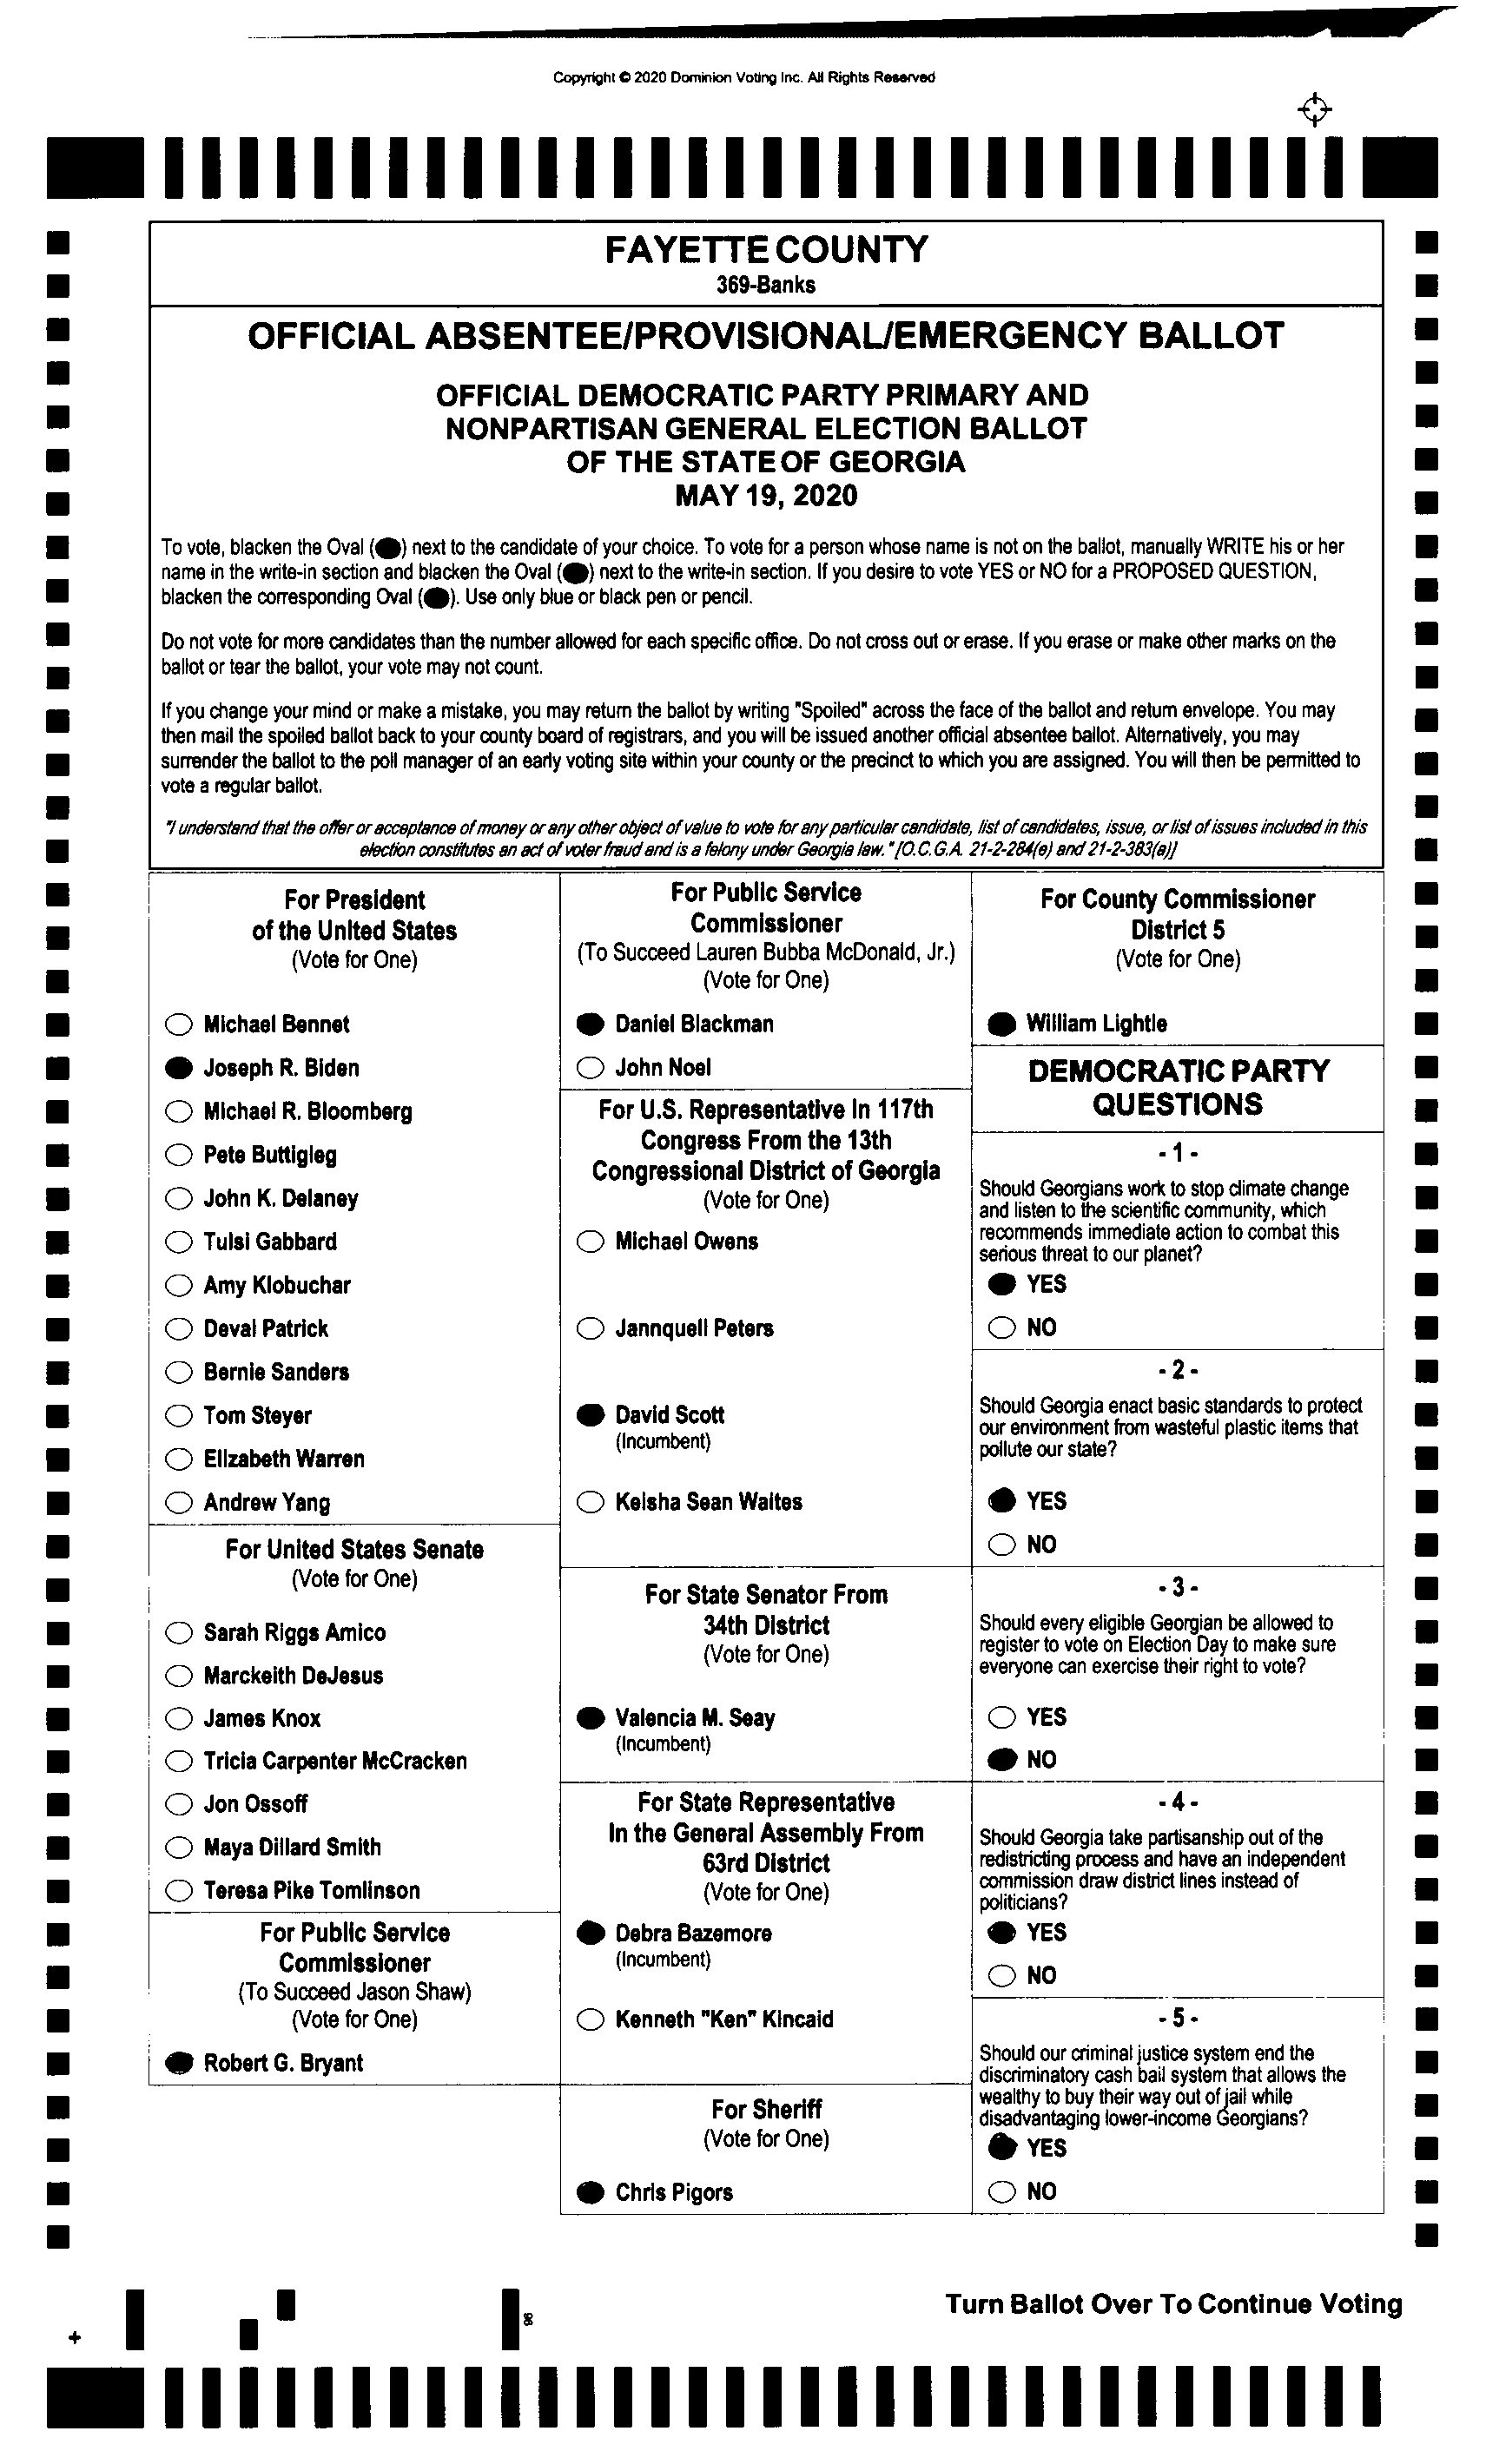 Copyright © 2020 Dominion Voting Inc. All Rights Reserved
FAYETTE COUNTY
369-Banks
OFFICIAL ABSENTEE/PROVISIONAL/EMERGENCY BALLOT
OFFICIAL DEMOCRATIC PARTY PRIMARY AND
NONPARTISAN GENERAL ELECTION BALLOT
OF THE STATE OF GEORGIA
MAY 19, 2020
To vote, blacken the Oval (●) next to the candidate of your choice. To vote for a person whose name is not on the ballot, manually WRITE his or her
name in the write-in section and blacken the Oval (●) next to the write-in section. If you desire to vote YES or NO for a PROPOSED QUESTION,
blacken the corresponding Oval (●). Use only blue or black pen or pencil.
Do not vote for more candidates than the number allowed for each specific office. Do not cross out or erase. If you erase or make other marks on the
ballot or tear the ballot, your vote may not count.
If you change your mind or make a mistake, you may return the ballot by writing "Spoiled" across the face of the ballot and return envelope. You may
then mail the spoiled ballot back to your county board of registrars, and you will be issued another official absentee ballot. Alternatively, you may
surrender the ballot to the poll manager of an early voting site within your county or the precinct to which you are assigned. You will then be permitted to
vote a regular ballot.
"I understand that the offer or acceptance of money or any other object of value to vote for any particular candidate, list of candidates, issue, or list of issues included in this
election constitutes an act of voter fraud and is a felony under Georgia law." [O.C.G.A. 21-2-284(e) and 21-2-383(a)]
For President
of the United States
(Vote for One)
Michael Bennet
Joseph R. Biden
Michael R. Bloomberg
Pete Buttigieg
John K. Delaney
Tulsi Gabbard
Amy Klobuchar
Deval Patrick
Bernie Sanders
Tom Steyer
Elizabeth Warren
Andrew Yang
For United States Senate
(Vote for One)
Sarah Riggs Amico
Marckeith DeJesus
James Knox
Tricia Carpenter McCracken
Jon Ossoff
Maya Dillard Smith
Teresa Pike Tomlinson
For Public Service
Commissioner
(To Succeed Jason Shaw)
(Vote for One)
Robert G. Bryant
For Public Service
Commissioner
(To Succeed Lauren Bubba McDonald, Jr.)
(Vote for One)
Daniel Blackman
John Noel
For U.S. Representative in 117th
Congress From the 13th
Congressional District of Georgia
(Vote for One)
Michael Owens
Jannquell Peters
David Scott
(Incumbent)
Keisha Sean Waites
For State Senator From
34th District
(Vote for One)
Valencia M. Seay
(Incumbent)
For State Representative
In the General Assembly From
63rd District
(Vote for One)
Debra Bazemore
(Incumbent)
Kenneth "Ken" Kincaid
For Sheriff
(Vote for One)
Chris Pigors
For County Commissioner
District 5
(Vote for One)
William Lightle
DEMOCRATIC PARTY
QUESTIONS
- 1 -
Should Georgians work to stop climate change
and listen to the scientific community, which
recommends immediate action to combat this
serious threat to our planet?
YES
NO
- 2 -
Should Georgia enact basic standards to protect
our environment from wasteful plastic items that
pollute our state?
YES
NO
- 3 -
Should every eligible Georgian be allowed to
register to vote on Election Day to make sure
everyone can exercise their right to vote?
YES
NO
- 4 -
Should Georgia take partisanship out of the
redistricting process and have an independent
commission draw district lines instead of
politicians?
YES
NO
- 5 -
Should our criminal justice system end the
discriminatory cash bail system that allows the
wealthy to buy their way out of jail while
disadvantaging lower-income Georgians?
YES
NO
Turn Ballot Over To Continue Voting